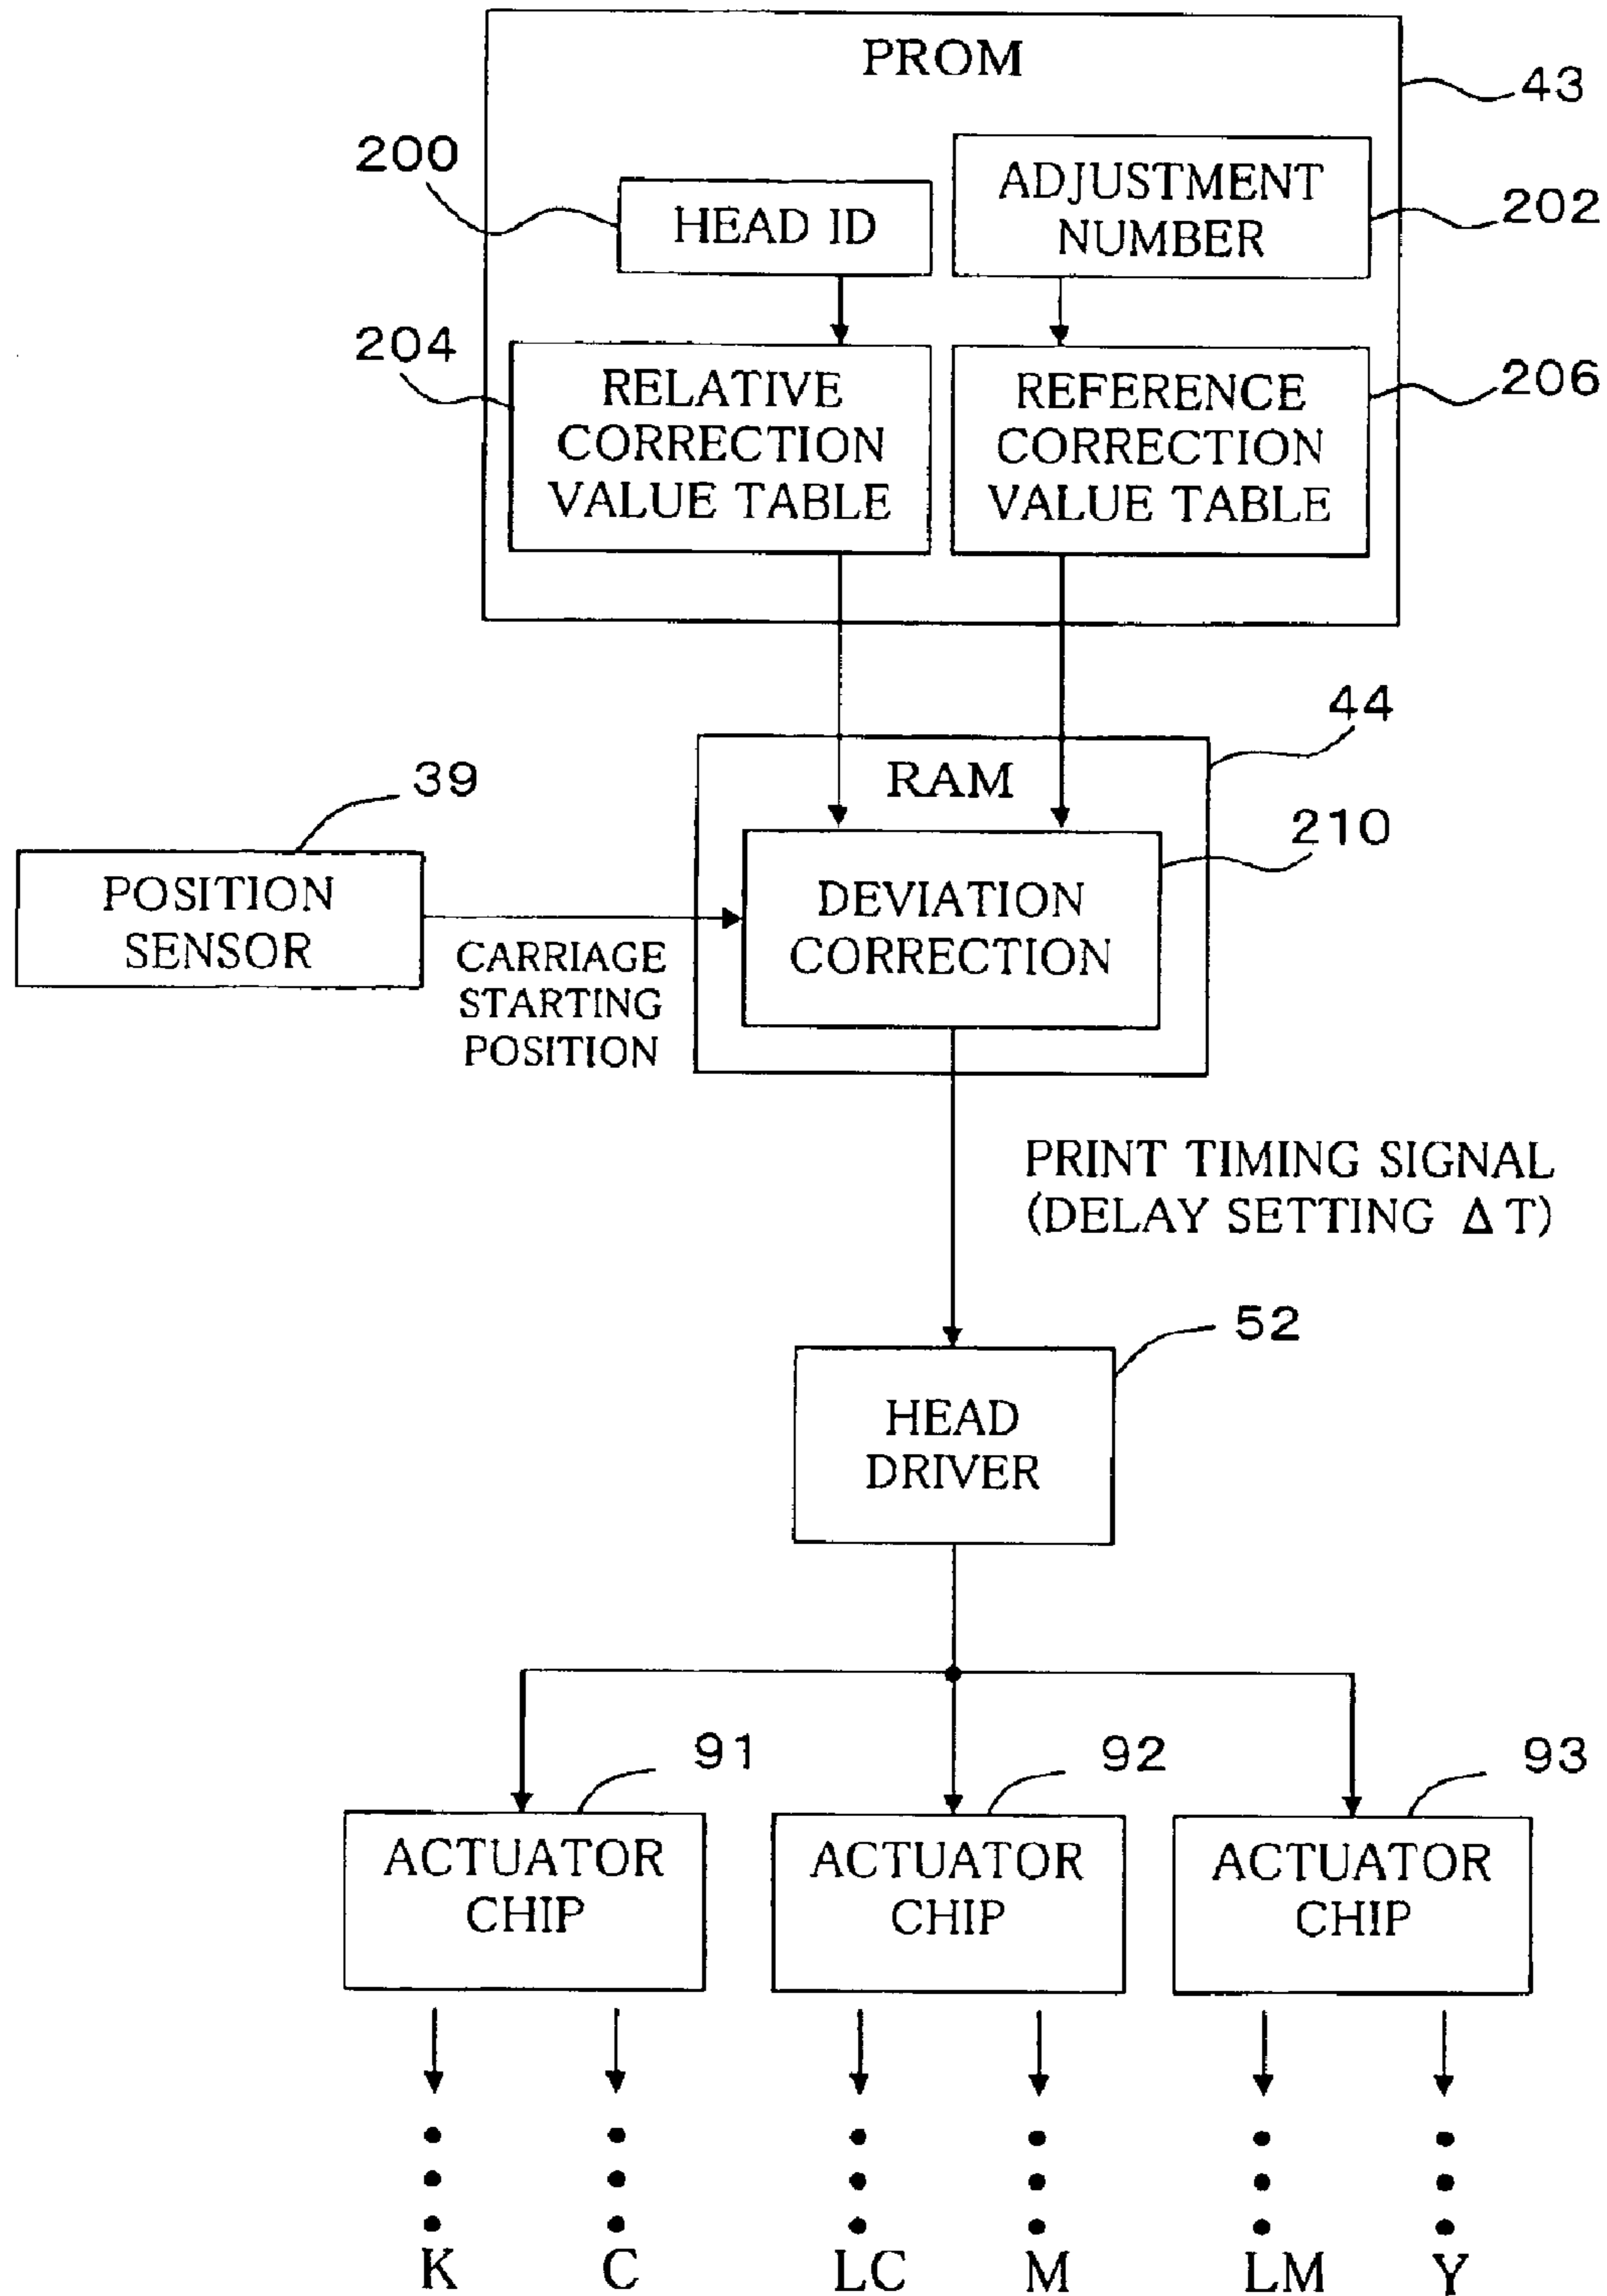 PROM
43
200
HEAD ID
ADJUSTMENT
NUMBER
202
204
RELATIVE
CORRECTION
VALUE TABLE
REFERENCE
CORRECTION
VALUE TABLE
206
44
RAM
39
210
POSITION
SENSOR
CARRIAGE
STARTING
POSITION
DEVIATION
CORRECTION
PRINT TIMING SIGNAL
(DELAY SETTING Δ T)
52
HEAD
DRIVER
91
92
93
ACTUATOR
CHIP
ACTUATOR
CHIP
ACTUATOR
CHIP
K C LC M LM Y